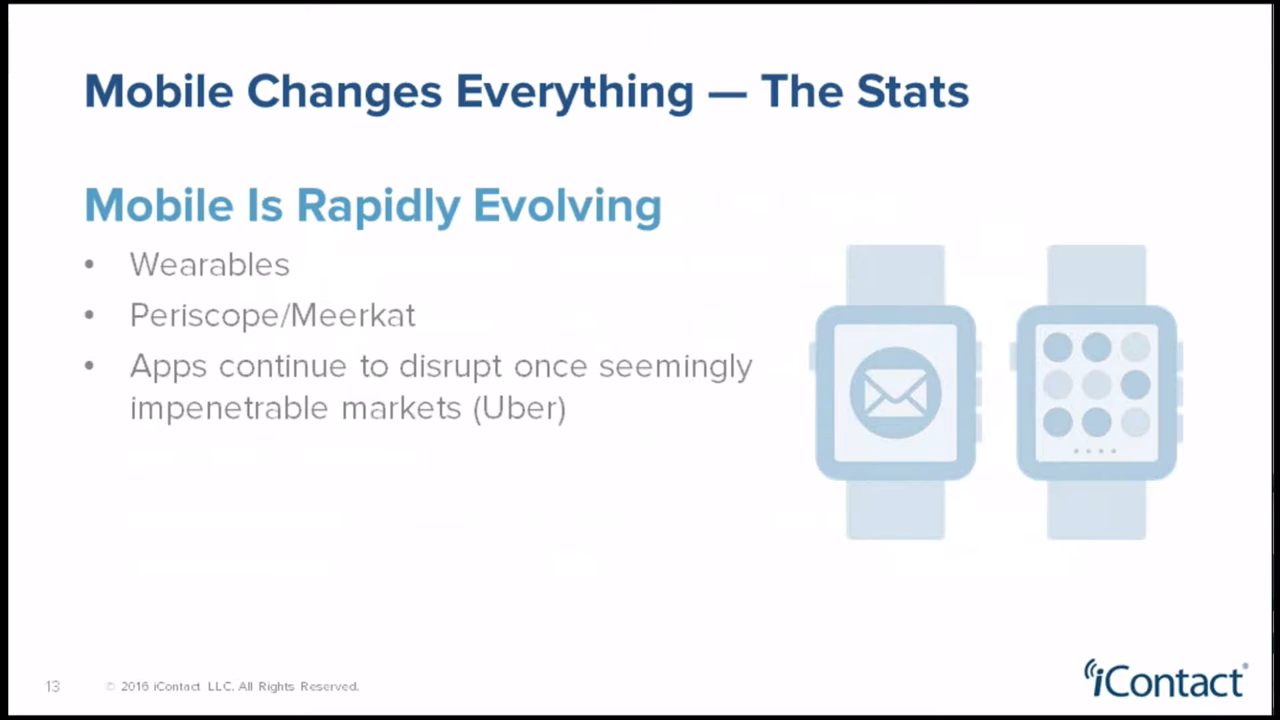 Mobile Changes Everything — The Stats
Mobile Is Rapidly Evolving
• Wearables
• Periscope/Meerkat
• Apps continue to disrupt once seemingly
impenetrable markets (Uber)
13
© 2016 iContact LLC. All Rights Reserved.
iContact®